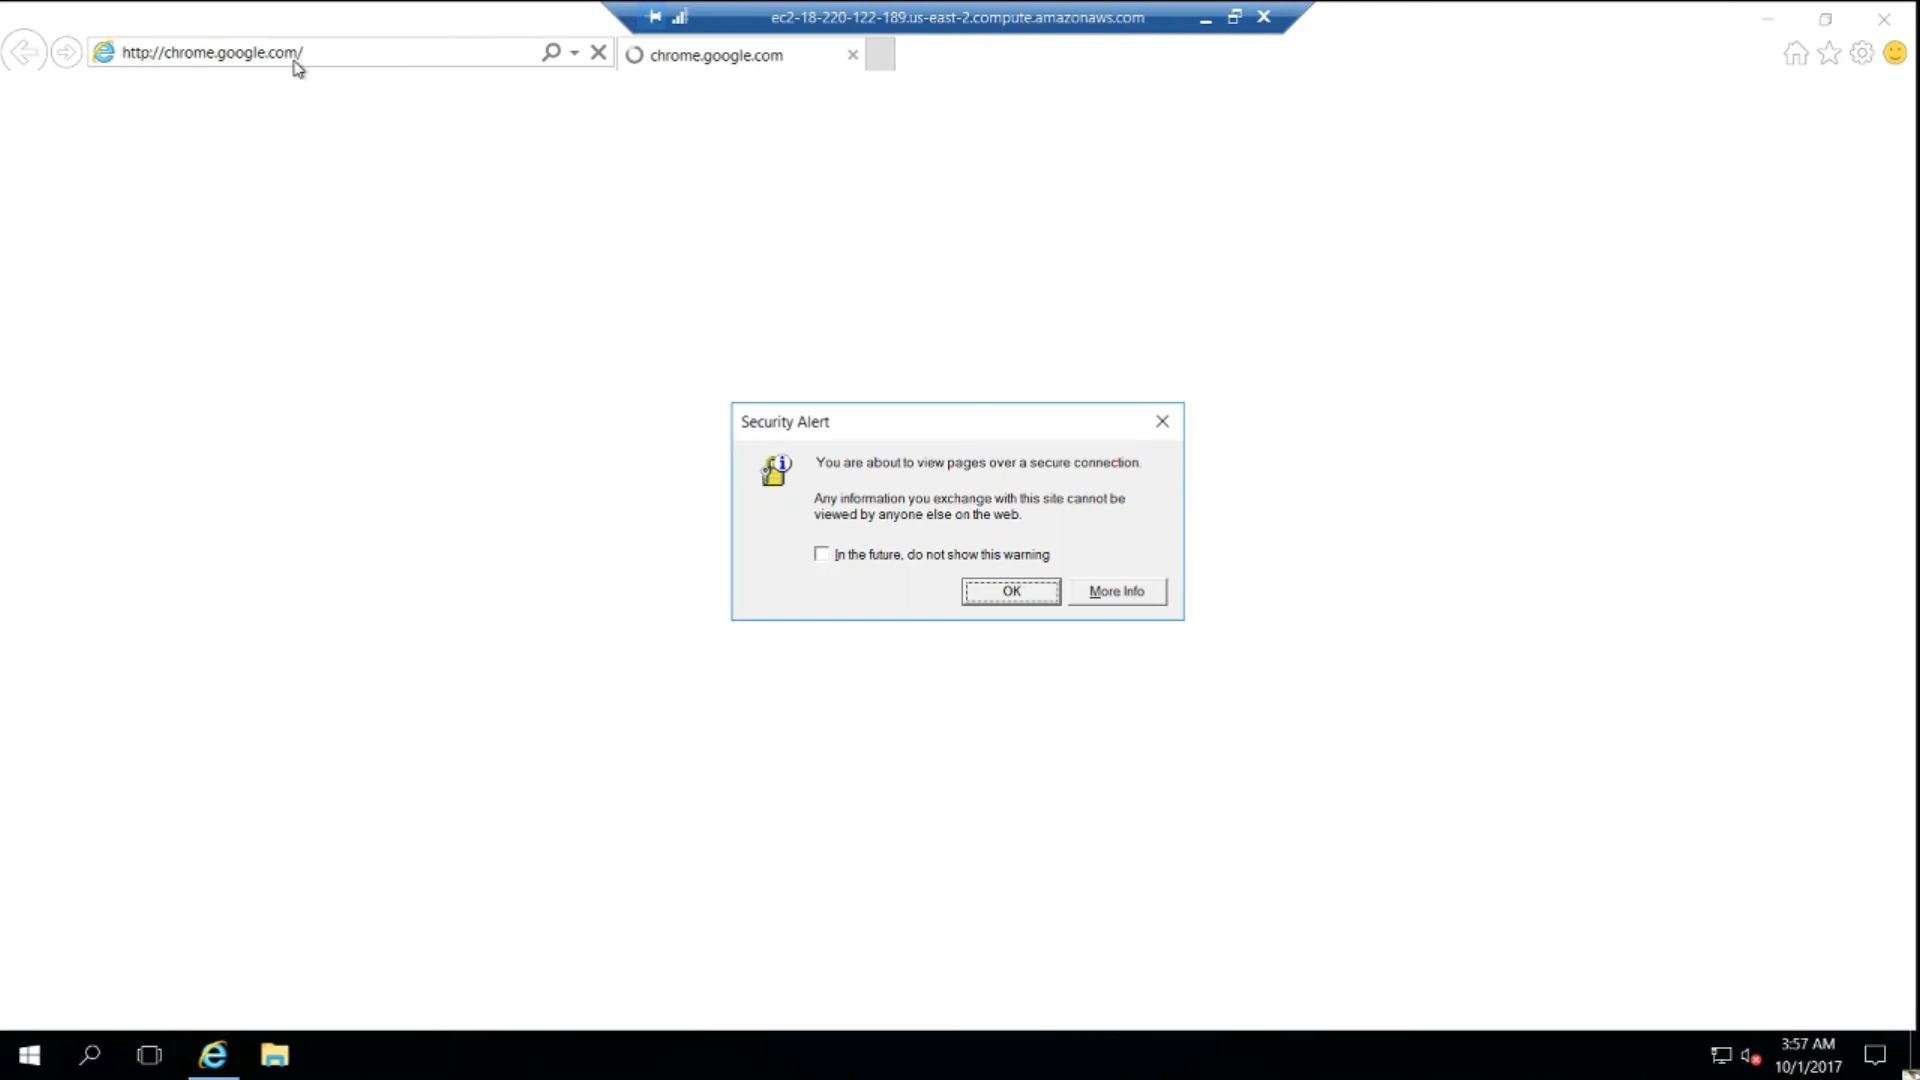 ec2-18-220-122-189.us-east-2.compute.amazonaws.com
http://chrome.google.com/
chrome.google.com
Security Alert
You are about to view pages over a secure connection.
Any information you exchange with this site cannot be
viewed by anyone else on the web.
In the future, do not show this warning
OK
More Info
3:57 AM
10/1/2017